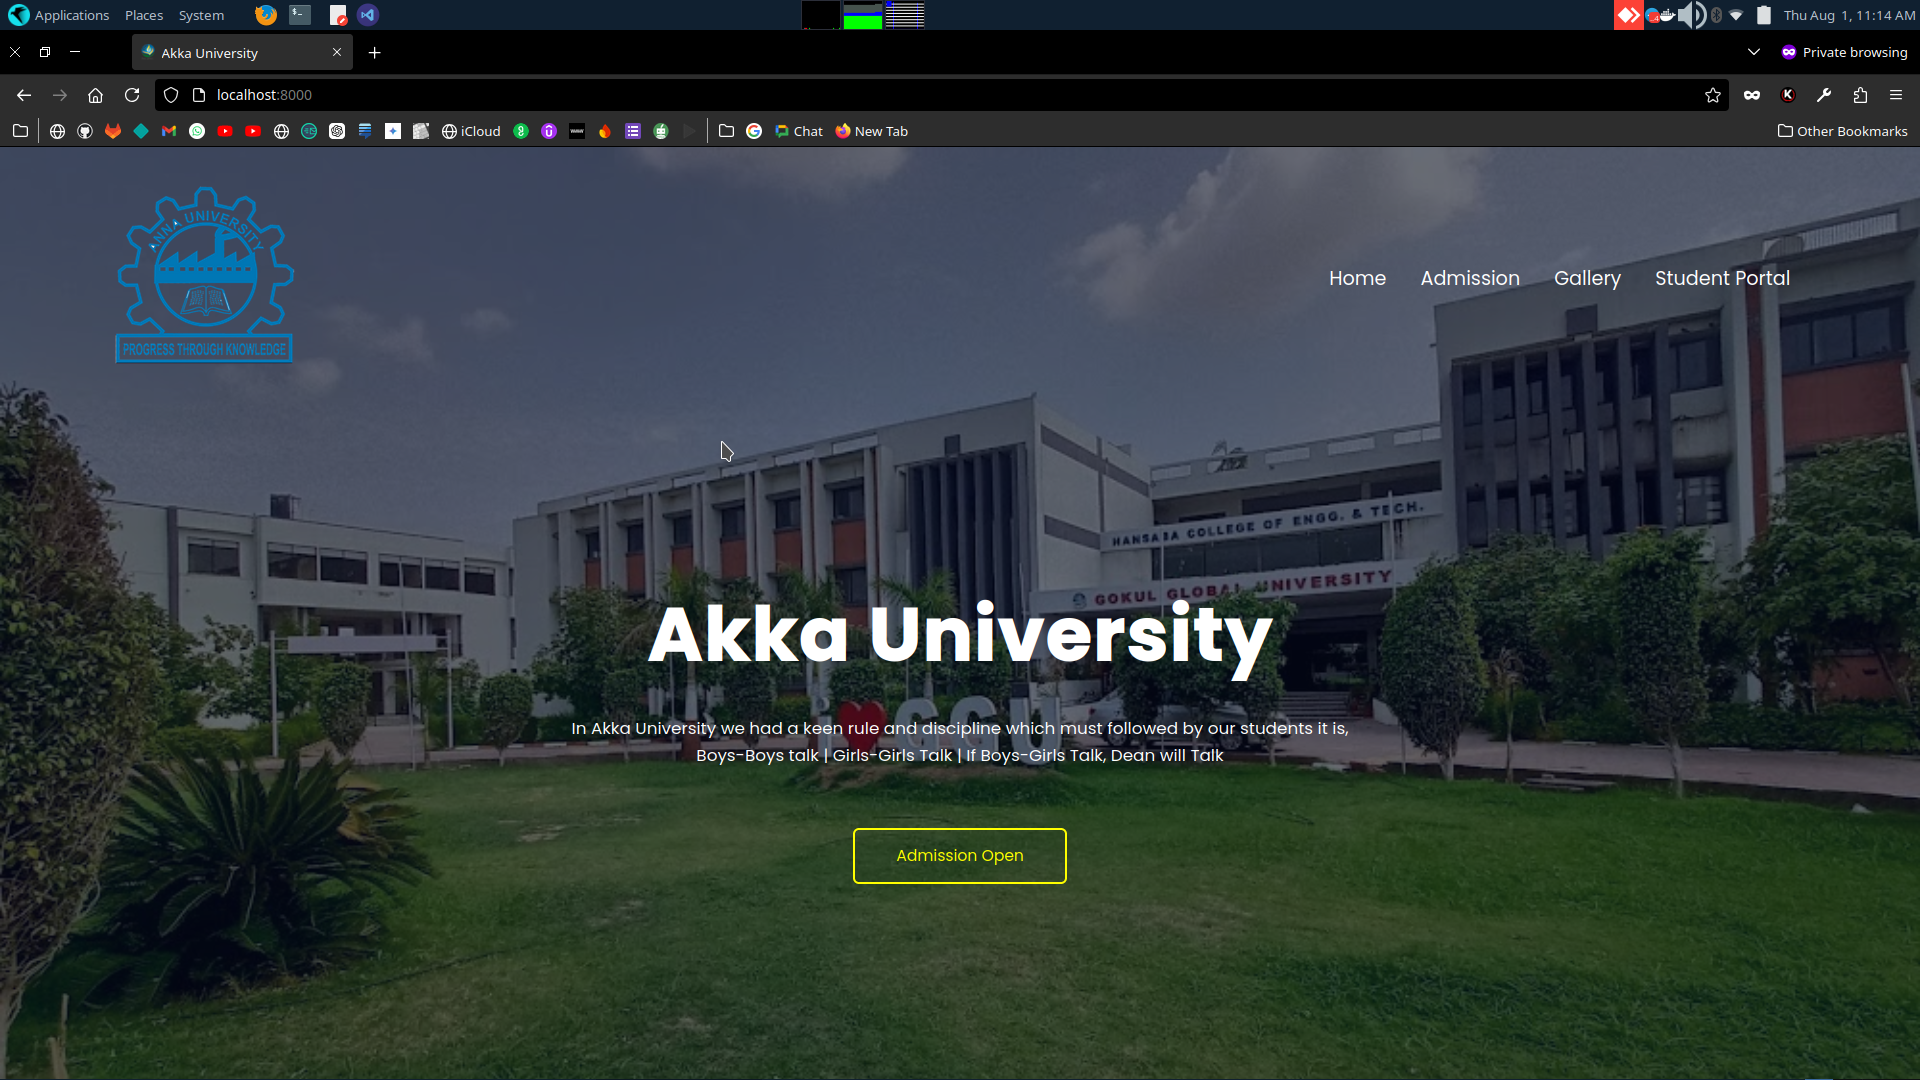 Applications Places System
Thu Aug 1, 11:14 AM
Akka University
Private browsing
localhost:8000
iCloud
Chat
New Tab
Other Bookmarks
ANNA UNIVERSITY
PROGRESS THROUGH KNOWLEDGE
Home Admission Gallery Student Portal
HANSABA COLLEGE OF ENGG. & TECH.
GOKUL GLOBAL UNIVERSITY
Akka University
In Akka University we had a keen rule and discipline which must followed by our students it is,
Boys-Boys talk | Girls-Girls Talk | If Boys-Girls Talk, Dean will Talk
Admission Open